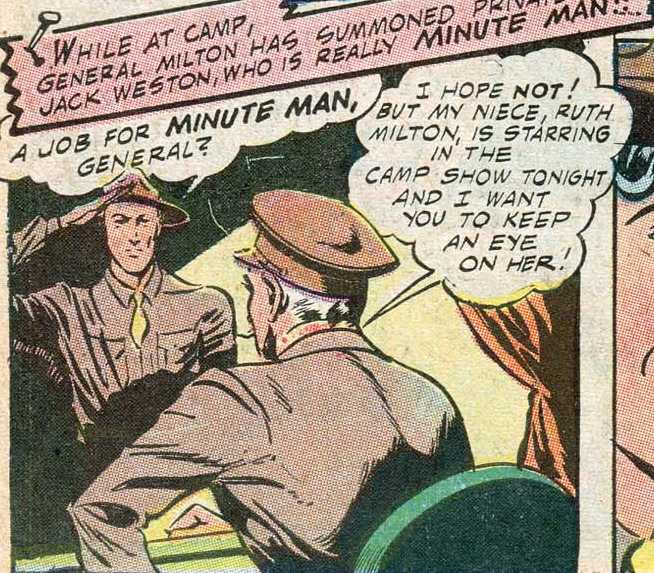 WHILE AT CAMP,
GENERAL MILTON HAS SUMMONED
JACK WESTON, WHO IS REALLY MINUTE MAN...
A JOB FOR MINUTE MAN,
GENERAL?
I HOPE NOT!
BUT MY NIECE, RUTH
MILTON, IS STARRING
IN THE
CAMP SHOW TONIGHT
AND I WANT
YOU TO KEEP
AN EYE
ON HER!